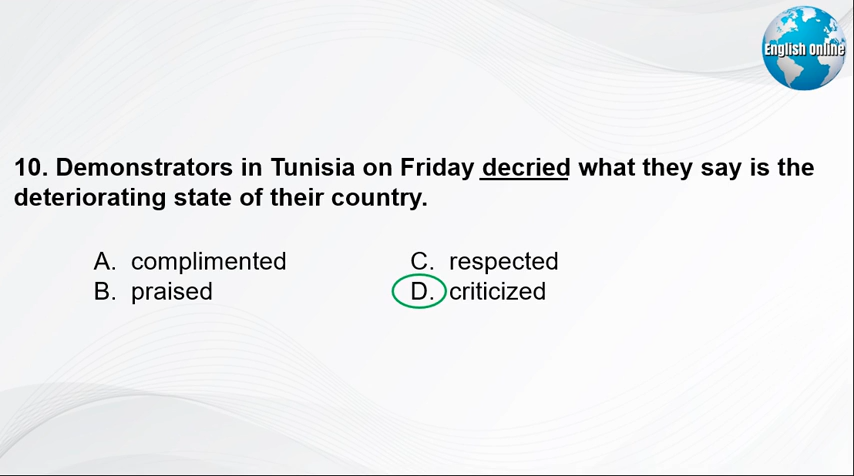 English Online
10. Demonstrators in Tunisia on Friday decried what they say is the
deteriorating state of their country.
A. complimented
B. praised
C. respected
D. criticized